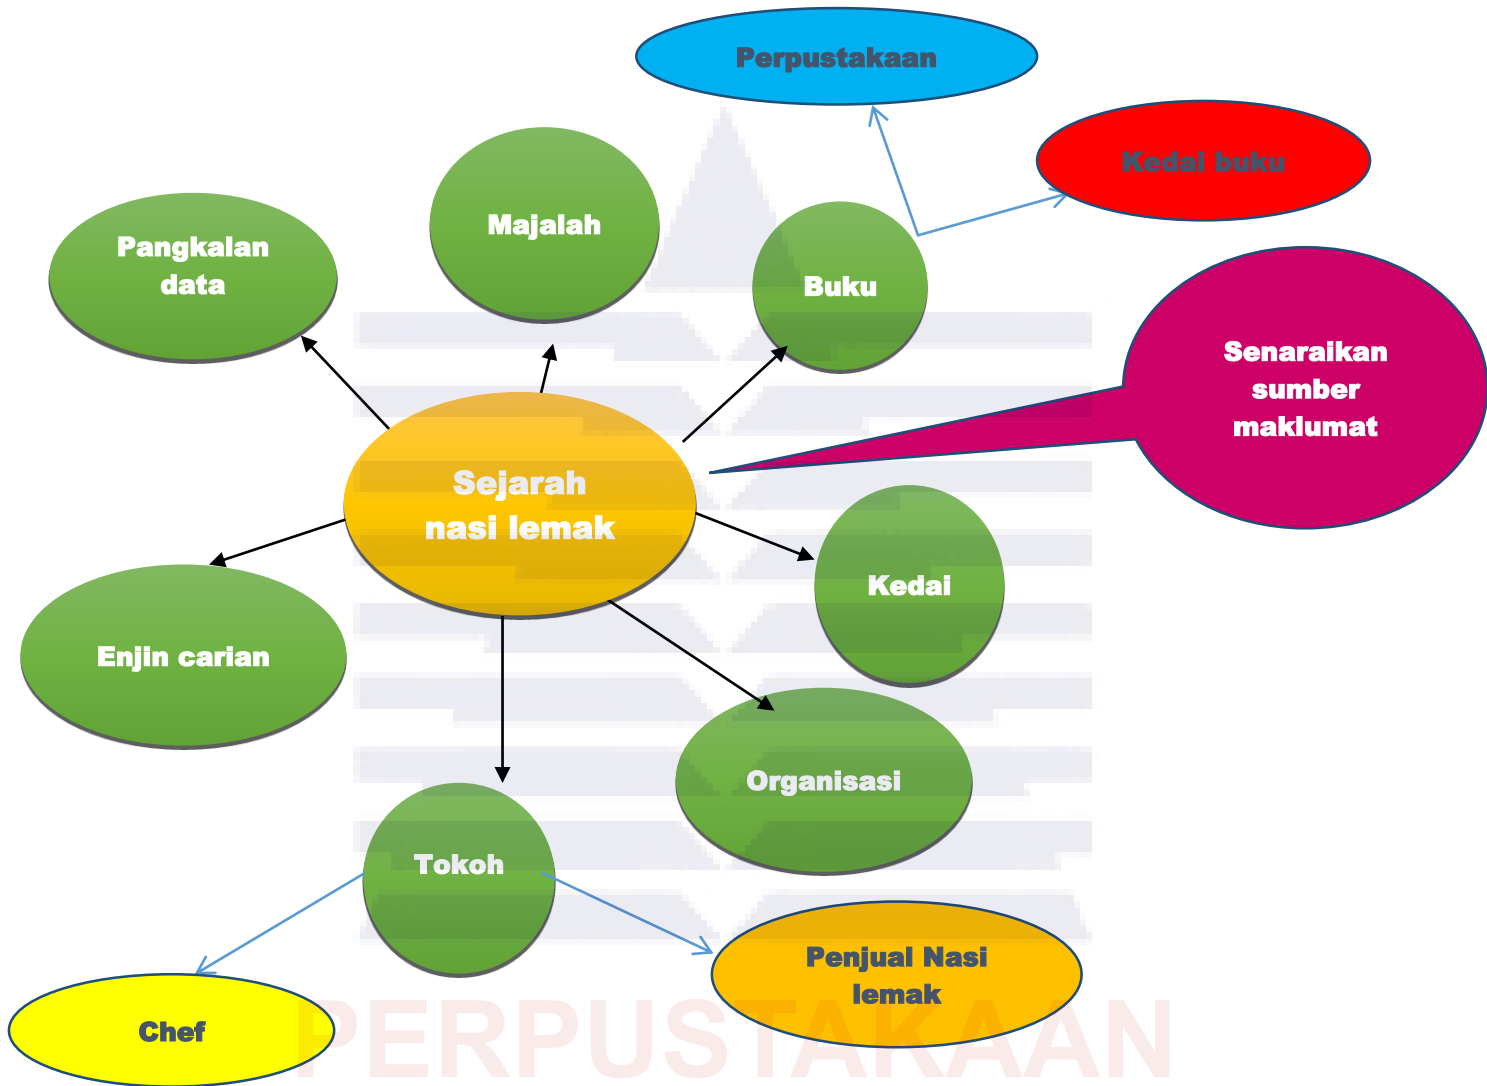 Perpustakaan
Kedai buku
Majalah
Pangkalan
data
Buku
Senaraikan
sumber
maklumat
Sejarah
nasi lemak
Kedai
Enjin carian
Organisasi
Tokoh
Penjual Nasi
lemak
Chef
PERPUSTAKAAN